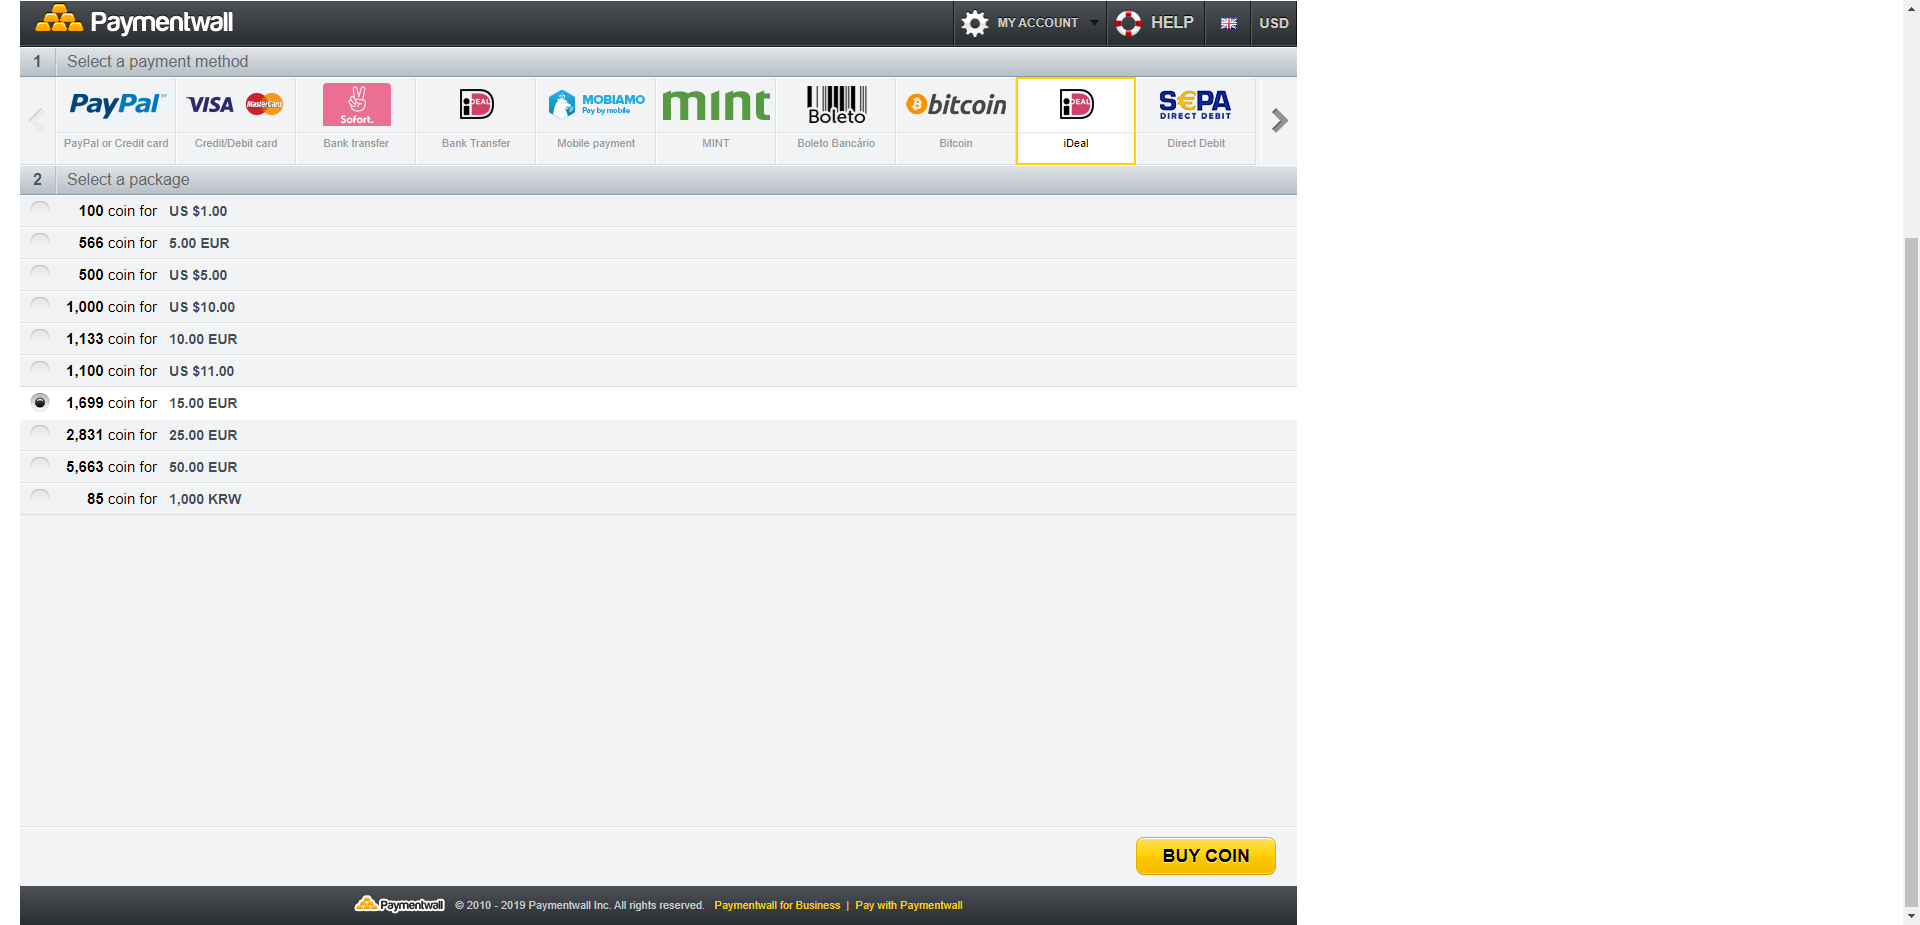 Paymentwall
MY ACCOUNT
HELP
USD
1 Select a payment method
PayPal
VISA MasterCard
Sofort.
iDEAL
MOBIAMO
Pay by mobile
mint
Boleto
bitcoin
iDEAL
S€PA
DIRECT DEBIT
PayPal or Credit card
Credit/Debit card
Bank transfer
Bank Transfer
Mobile payment
MINT
Boleto Bancário
Bitcoin
iDeal
Direct Debit
2 Select a package
100 coin for US $1.00
566 coin for 5.00 EUR
500 coin for US $5.00
1,000 coin for US $10.00
1,133 coin for 10.00 EUR
1,100 coin for US $11.00
1,699 coin for 15.00 EUR
2,831 coin for 25.00 EUR
5,663 coin for 50.00 EUR
85 coin for 1,000 KRW
BUY COIN
Paymentwall © 2010 - 2019 Paymentwall Inc. All rights reserved. Paymentwall for Business | Pay with Paymentwall